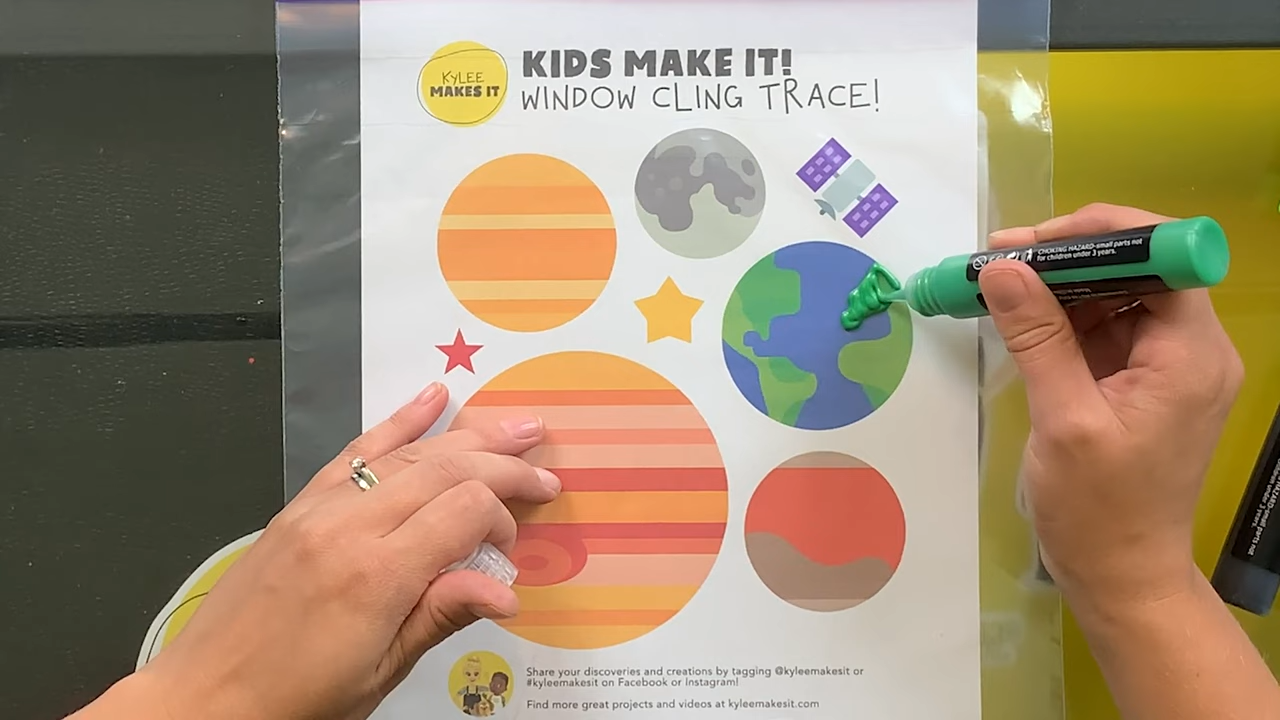 KYLEE
MAKES IT
KIDS MAKE IT!
WINDOW CLING TRACE!
CHOKING HAZARD-small parts not
for children under 3 years.
Share your discoveries and creations by tagging @kyleemakesit or
#kyleemakesit on Facebook or Instagram!
Find more great projects and videos at kyleemakesit.com